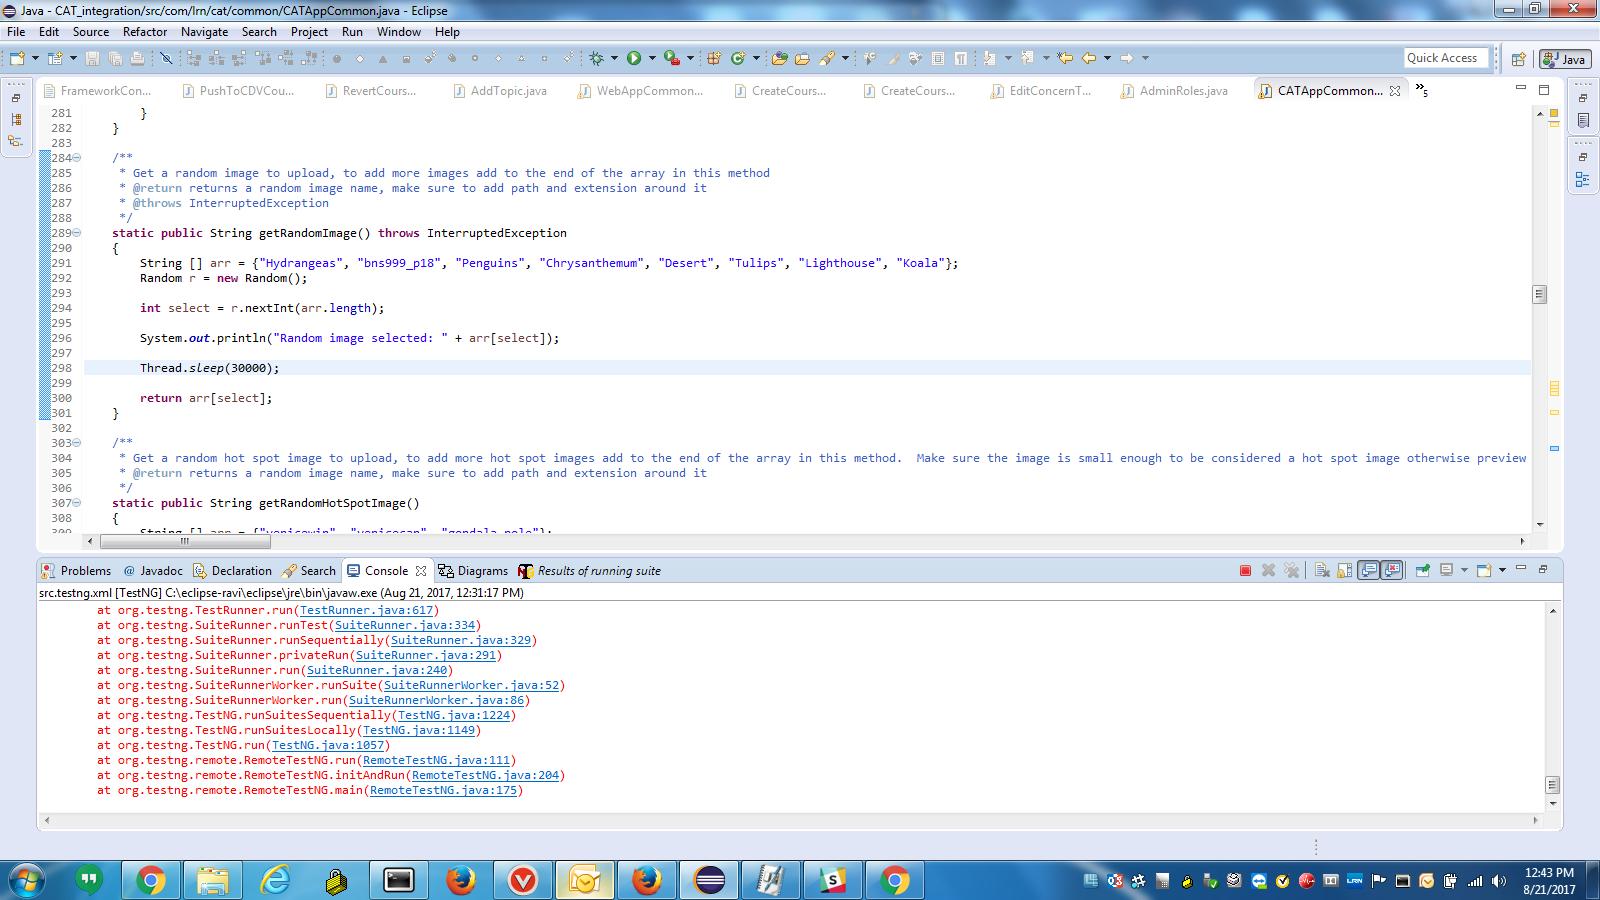 Java - CAT_integration/src/com/lrn/cat/common/CATAppCommon.java - Eclipse
File Edit Source Refactor Navigate Search Project Run Window Help
Quick Access
Java
FrameworkCon... PushToCDVCou... RevertCours... AddTopic.java WebAppCommon... CreateCours... CreateCours... EditConcernT... AdminRoles.java CATAppCommon... »5
281 }
282 }
283
284 /**
285 * Get a random image to upload, to add more images add to the end of the array in this method
286 * @return returns a random image name, make sure to add path and extension around it
287 * @throws InterruptedException
288 */
289 static public String getRandomImage() throws InterruptedException
290 {
291 String [] arr = {"Hydrangeas", "bns999_p18", "Penguins", "Chrysanthemum", "Desert", "Tulips", "Lighthouse", "Koala"};
292 Random r = new Random();
293
294 int select = r.nextInt(arr.length);
295
296 System.out.println("Random image selected: " + arr[select]);
297
298 Thread.sleep(30000);
299
300 return arr[select];
301 }
302
303 /**
304 * Get a random hot spot image to upload, to add more hot spot images add to the end of the array in this method.  Make sure the image is small enough to be considered a hot spot image otherwise preview
305 * @return returns a random image name, make sure to add path and extension around it
306 */
307 static public String getRandomHotSpotImage()
308 {
309 String [] arr =
Problems @ Javadoc Declaration Search Console Diagrams Results of running suite
src.testng.xml [TestNG] C:\eclipse-ravi\eclipse\jre\bin\javaw.exe (Aug 21, 2017, 12:31:17 PM)
at org.testng.TestRunner.run(TestRunner.java:617)
at org.testng.SuiteRunner.runTest(SuiteRunner.java:334)
at org.testng.SuiteRunner.runSequentially(SuiteRunner.java:329)
at org.testng.SuiteRunner.privateRun(SuiteRunner.java:291)
at org.testng.SuiteRunner.run(SuiteRunner.java:240)
at org.testng.SuiteRunnerWorker.runSuite(SuiteRunnerWorker.java:52)
at org.testng.SuiteRunnerWorker.run(SuiteRunnerWorker.java:86)
at org.testng.TestNG.runSuitesSequentially(TestNG.java:1224)
at org.testng.TestNG.runSuitesLocally(TestNG.java:1149)
at org.testng.TestNG.run(TestNG.java:1057)
at org.testng.remote.RemoteTestNG.run(RemoteTestNG.java:111)
at org.testng.remote.RemoteTestNG.initAndRun(RemoteTestNG.java:204)
at org.testng.remote.RemoteTestNG.main(RemoteTestNG.java:175)
LRN
12:43 PM
8/21/2017